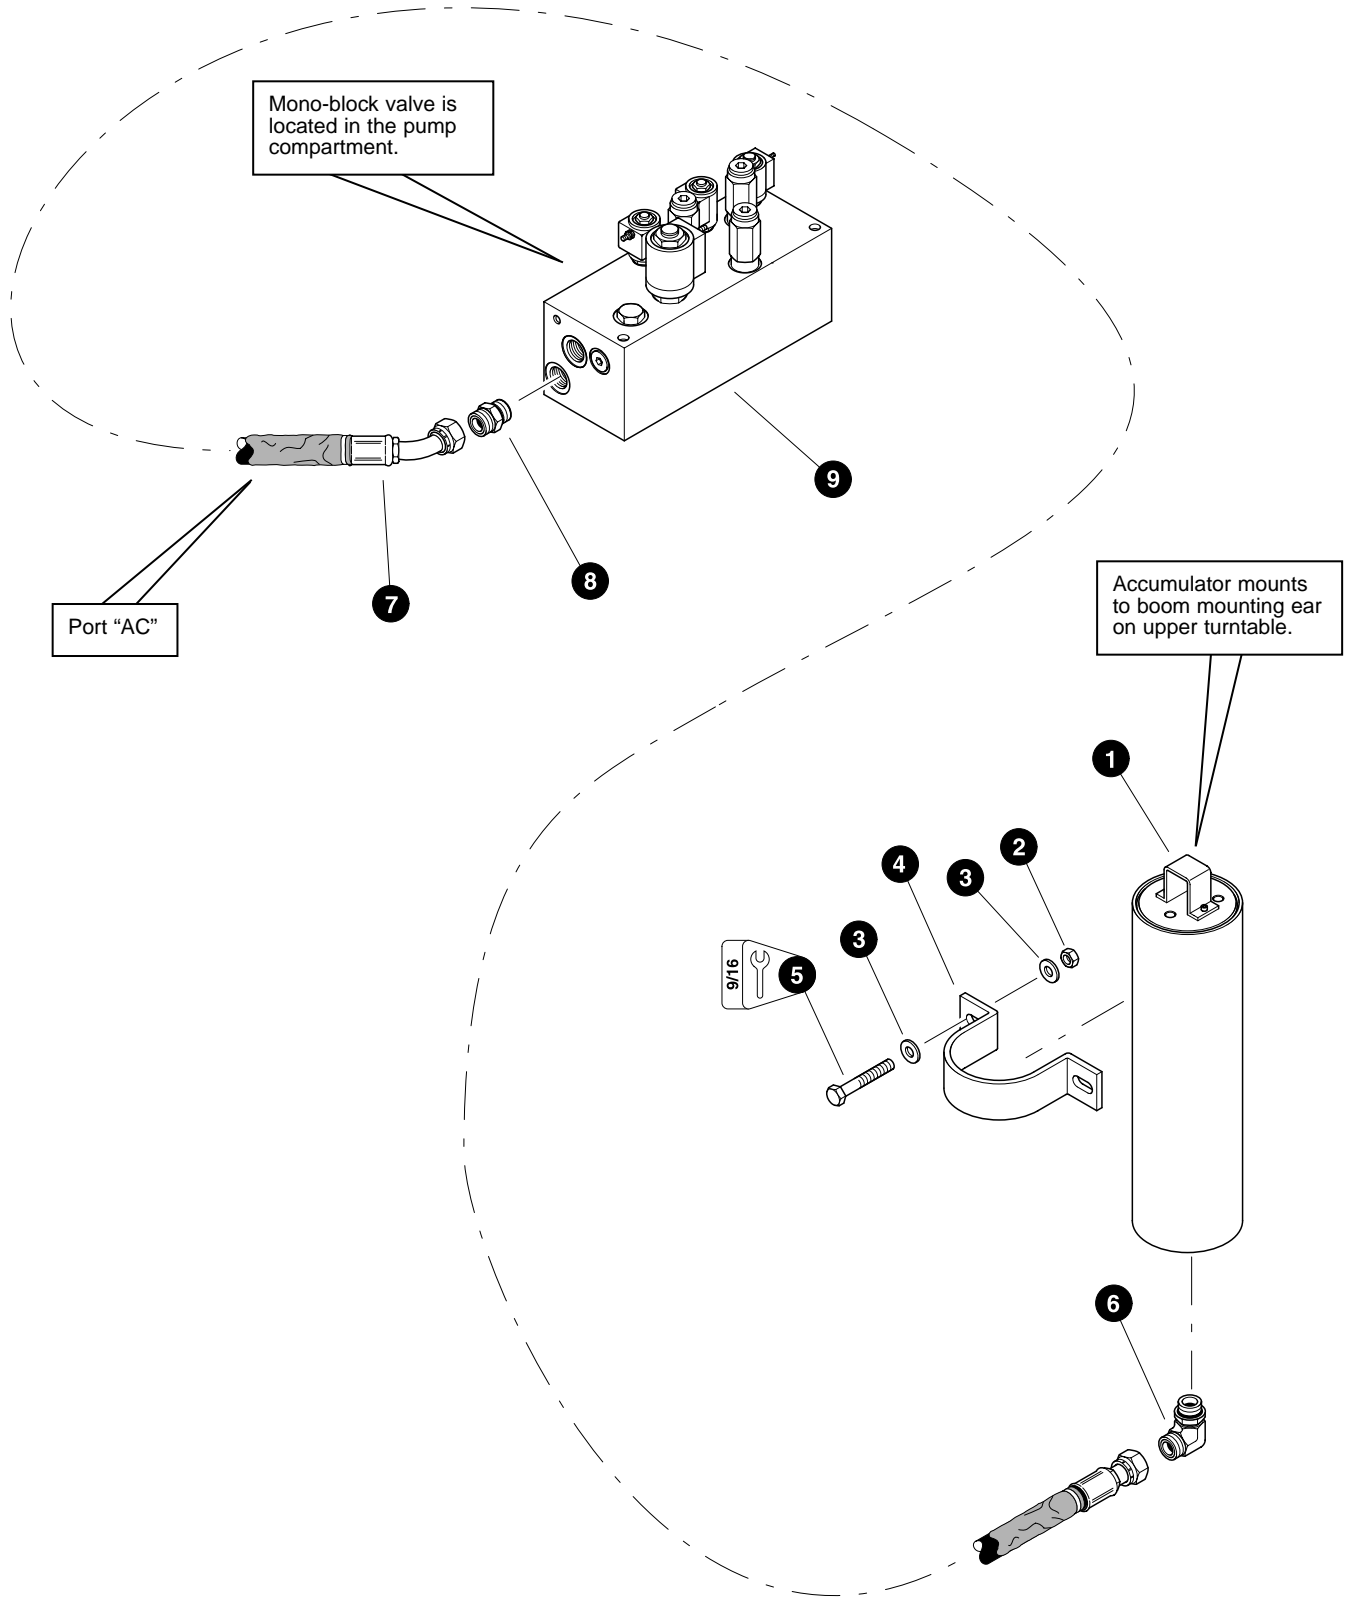 Mono-block valve is
located in the pump
compartment.
9
8
7
Port “AC”
Accumulator mounts
to boom mounting ear
on upper turntable.
1
2
4
3
3
9/16
5
6